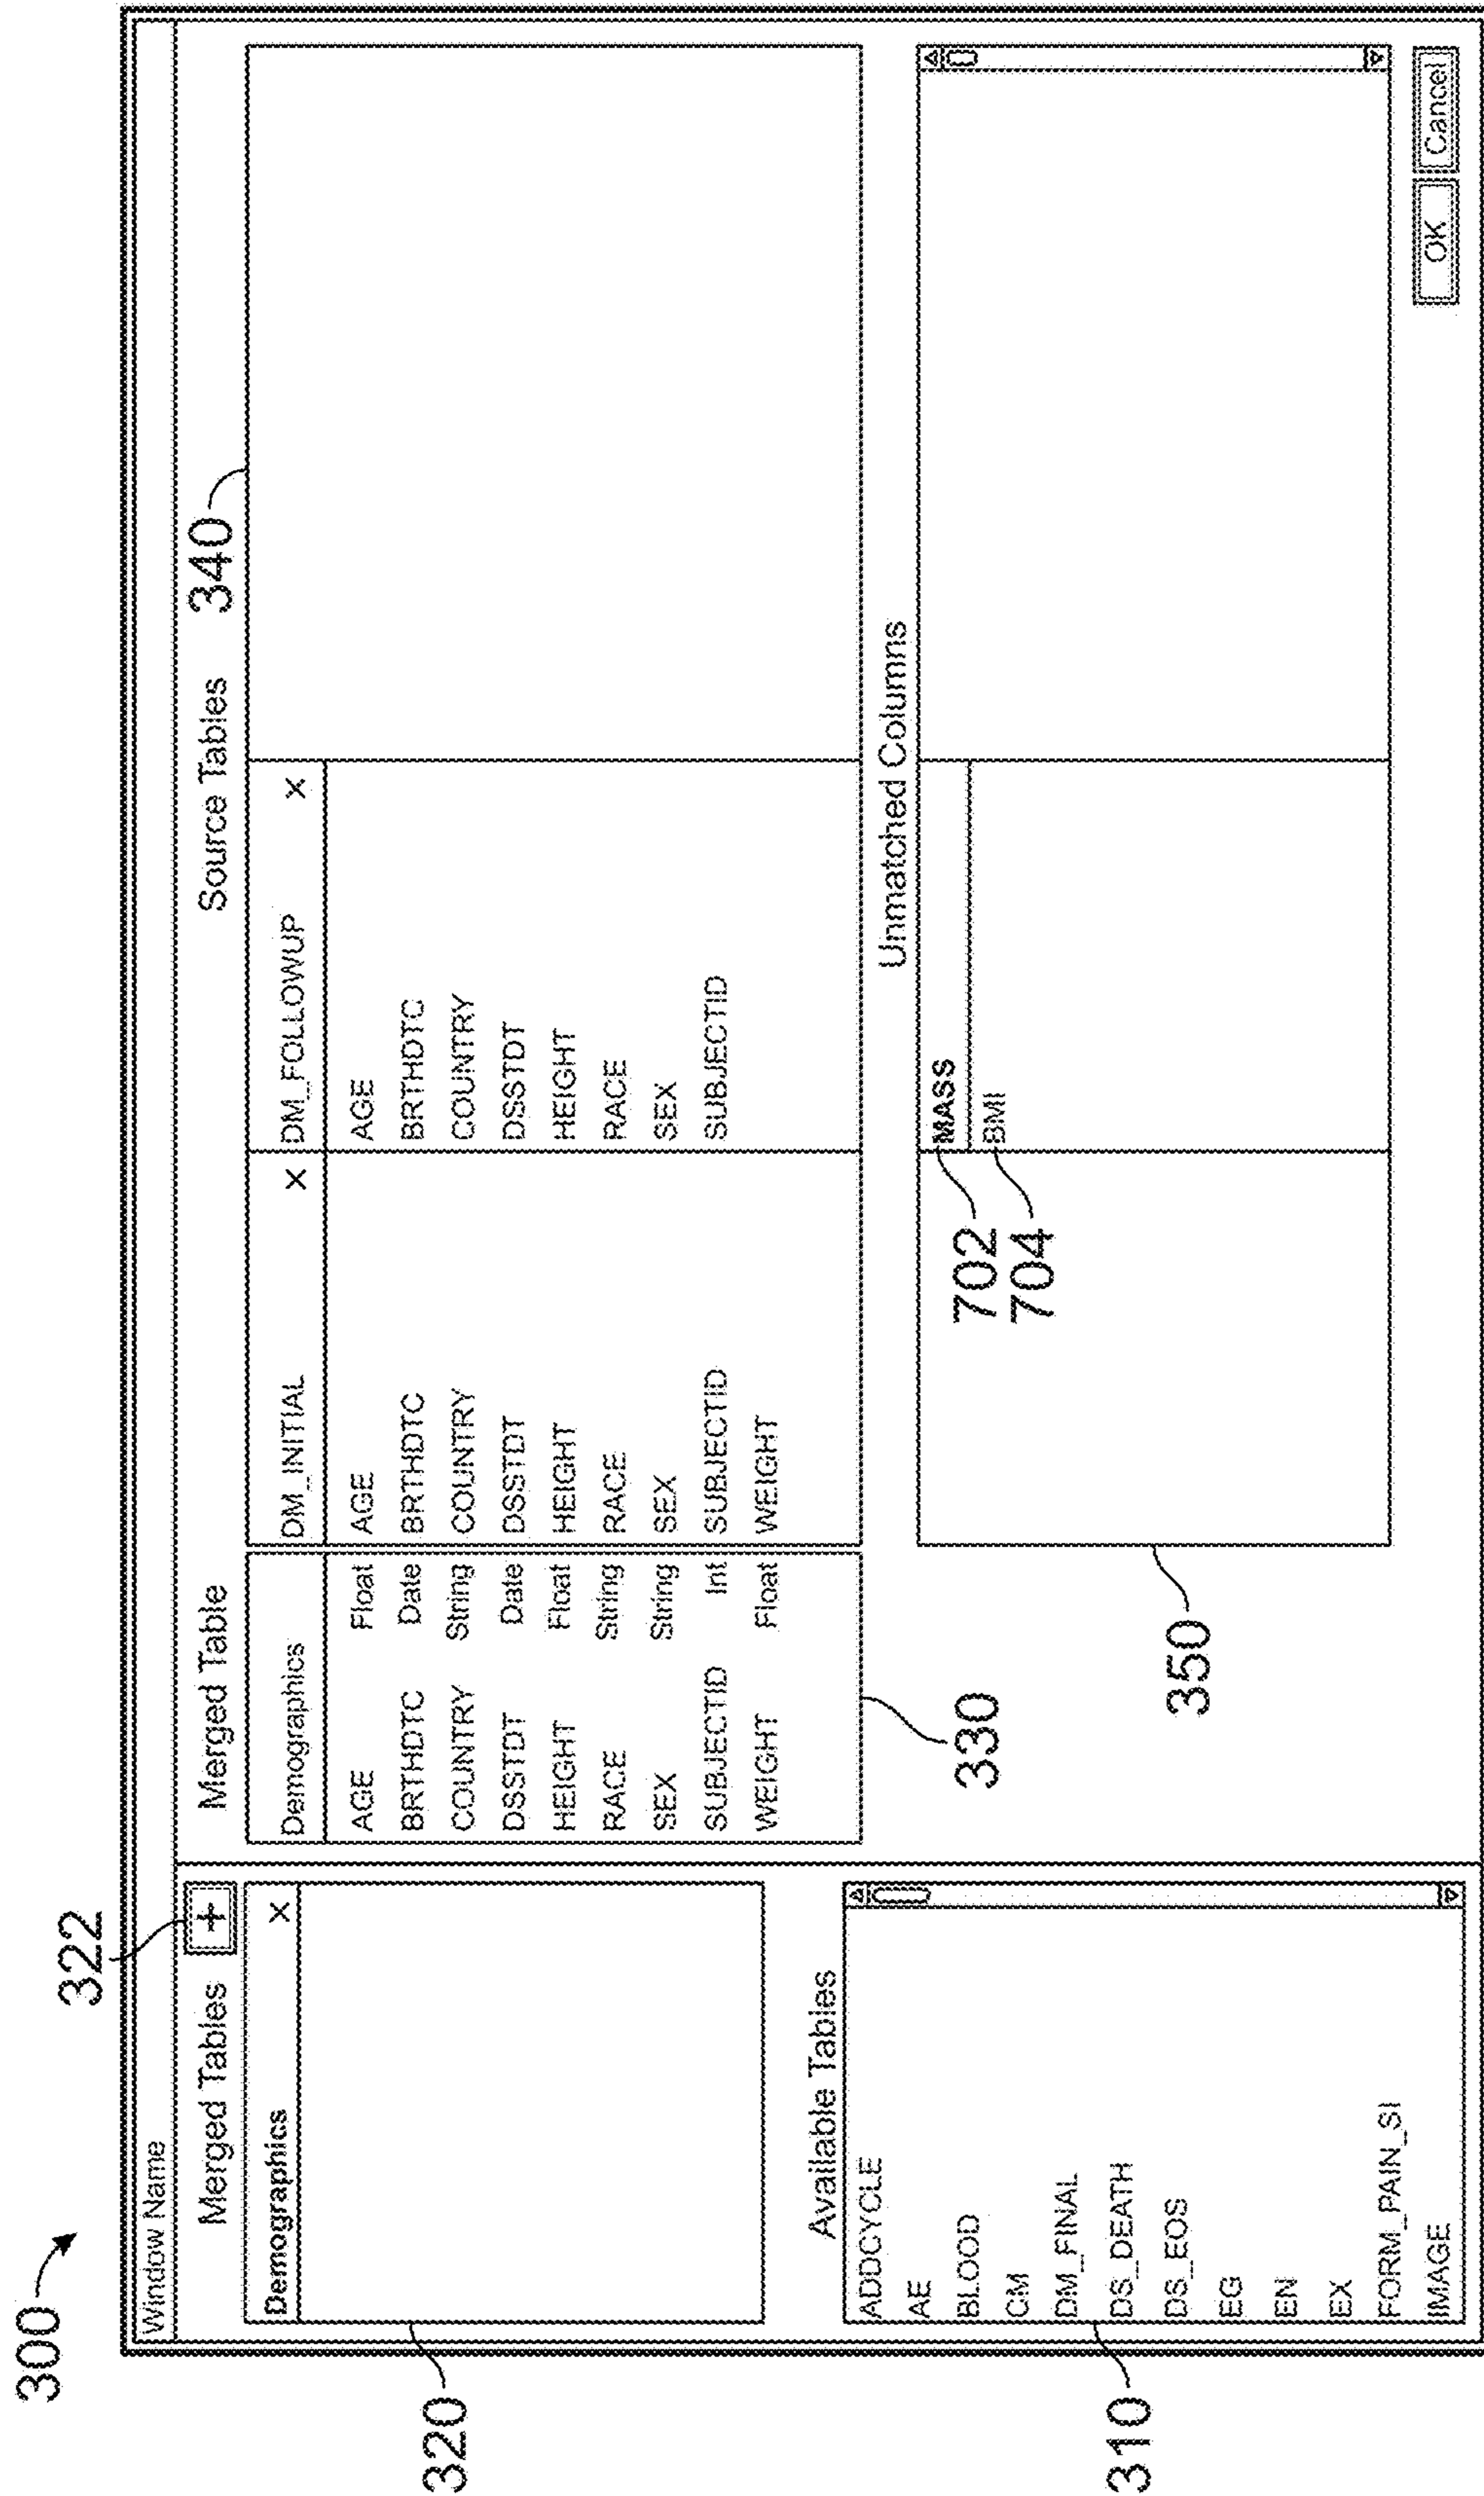 300
322
Window Name
Merged Tables +
Demographics X
320
Available Tables
ADDCYCLE
AE
BLOOD
CM
DM_FINAL
DS_DEATH
DS_EOS
EG
EN
EX
FORM_PAIN_SI
IMAGE
310
Merged Table
Demographics
AGE Float
BRTHDTC Date
COUNTRY String
DSSTDT Date
HEIGHT Float
RACE String
SEX String
SUBJECTID Int
WEIGHT Float
330
Source Tables 340
DM_INITIAL X
AGE
BRTHDTC
COUNTRY
DSSTDT
HEIGHT
RACE
SEX
SUBJECTID
WEIGHT
DM_FOLLOWUP X
AGE
BRTHDTC
COUNTRY
DSSTDT
HEIGHT
RACE
SEX
SUBJECTID
Unmatched Columns
702 MASS
704 BMI
350
OK Cancel